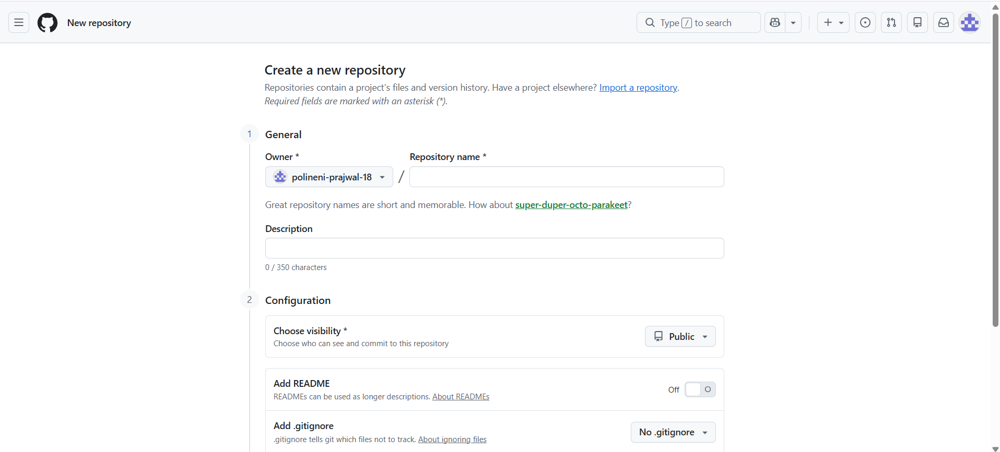 New repository
Type / to search
Create a new repository
Repositories contain a project's files and version history. Have a project elsewhere? Import a repository.
Required fields are marked with an asterisk (*).
1 General
Owner * Repository name *
polineni-prajwal-18 /
Great repository names are short and memorable. How about super-duper-octo-parakeet?
Description
0 / 350 characters
2 Configuration
Choose visibility *
Choose who can see and commit to this repository
Public
Add README
READMEs can be used as longer descriptions. About READMEs
Off
Add .gitignore
.gitignore tells git which files not to track. About ignoring files
No .gitignore